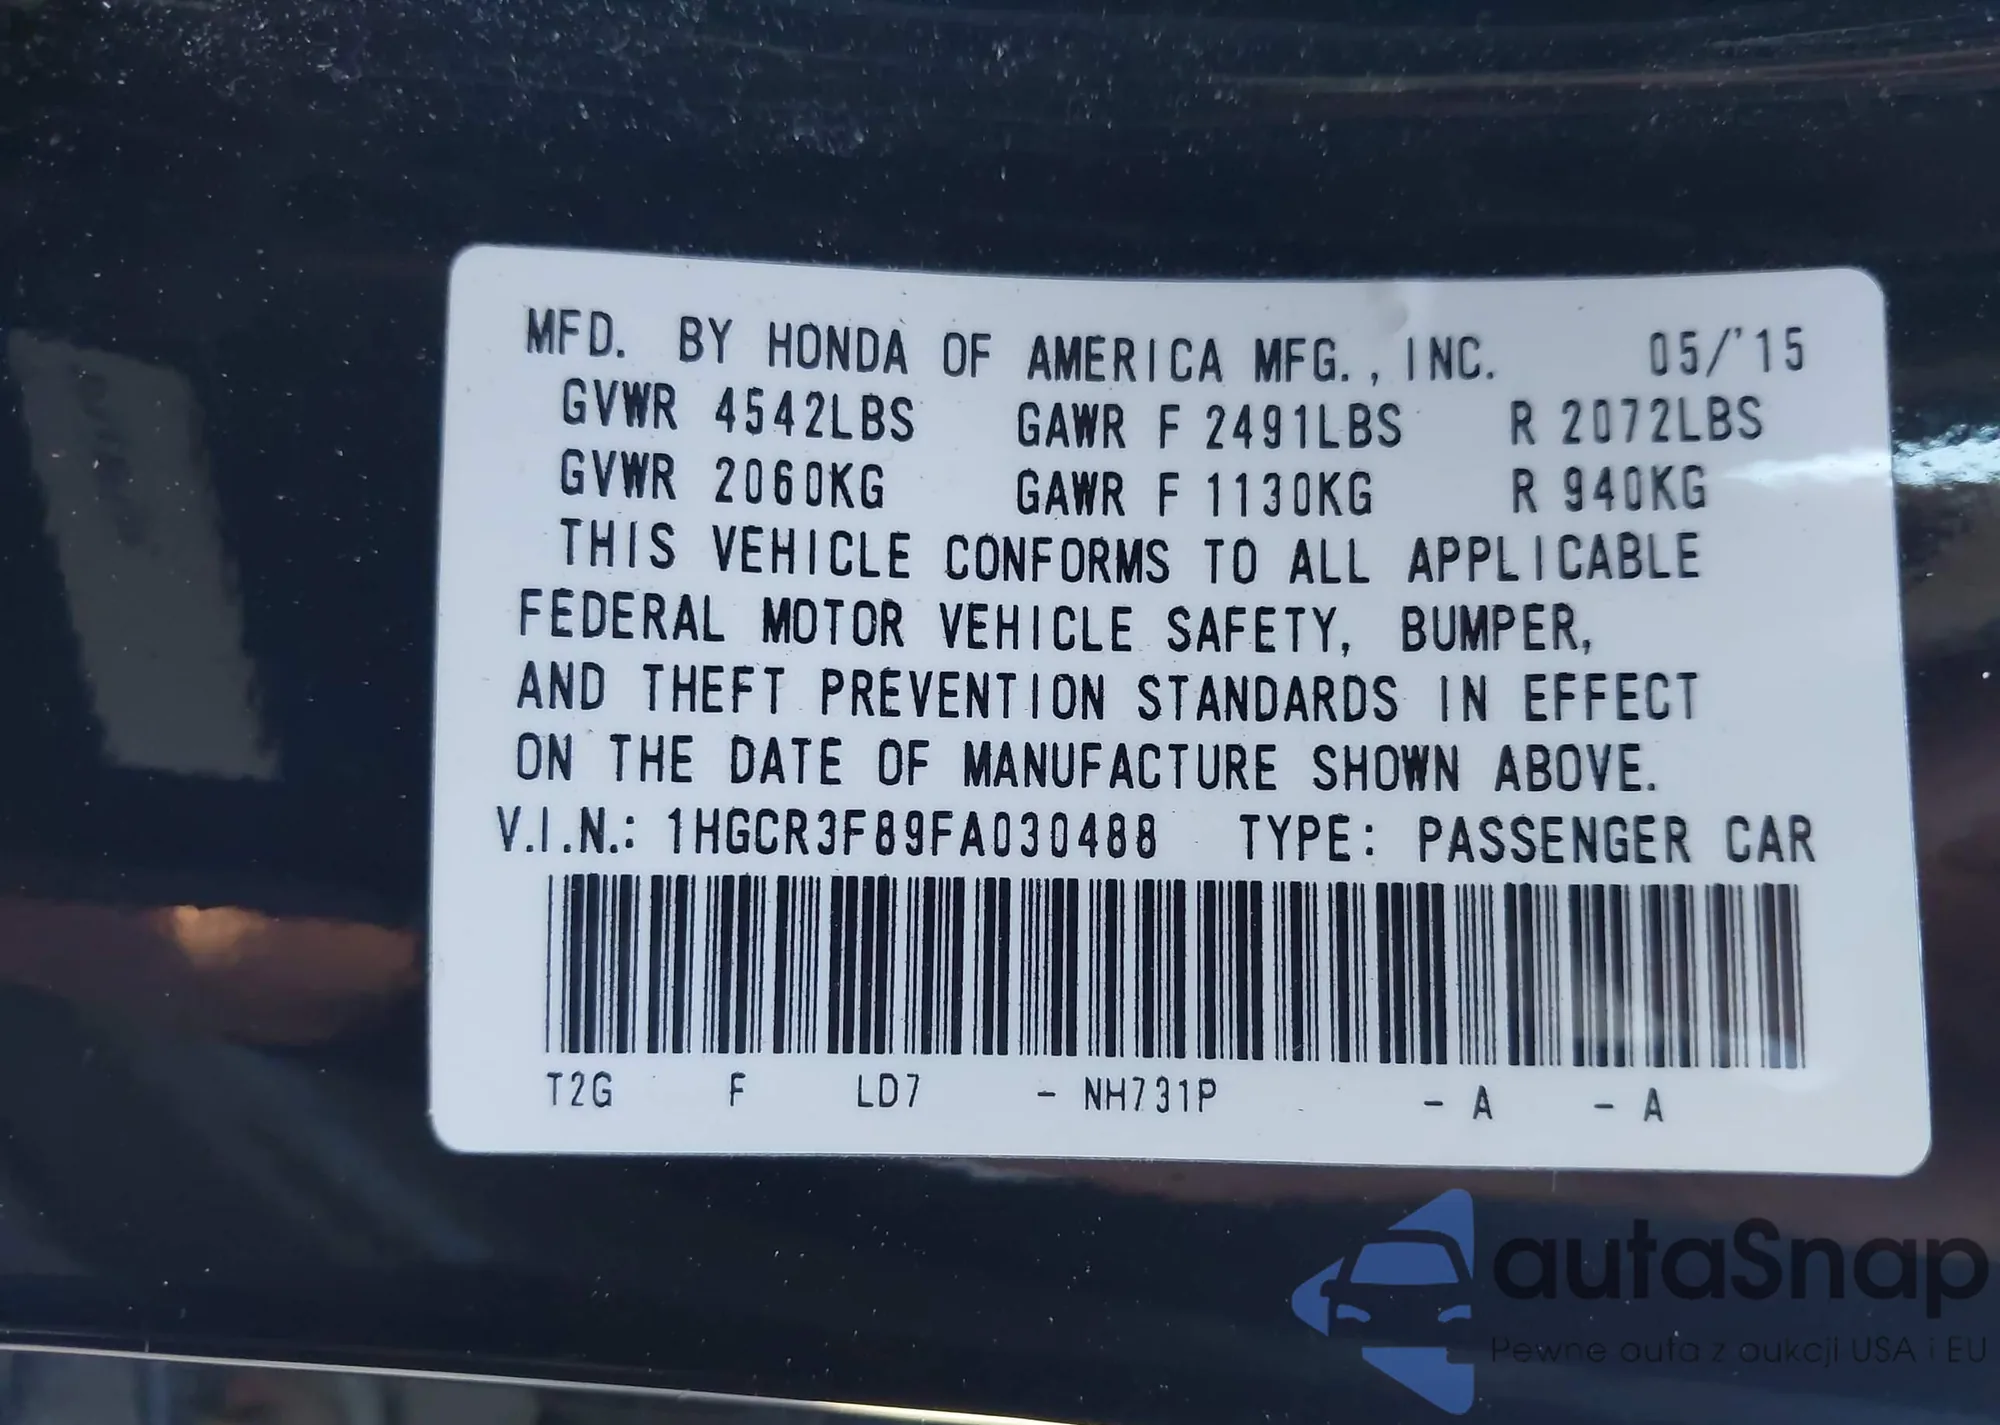 MFD. BY HONDA OF AMERICA MFG., INC. 05/'15
GVWR 4542LBS GAWR F 2491LBS R 2072LBS
GVWR 2060KG GAWR F 1130KG R 940KG
THIS VEHICLE CONFORMS TO ALL APPLICABLE
FEDERAL MOTOR VEHICLE SAFETY, BUMPER,
AND THEFT PREVENTION STANDARDS IN EFFECT
ON THE DATE OF MANUFACTURE SHOWN ABOVE.
V.I.N.: 1HGCR3F89FA030488 TYPE: PASSENGER CAR
T2G F LD7 - NH731P - A - A
autaSnap
Pewne auta z aukcji USA i EU